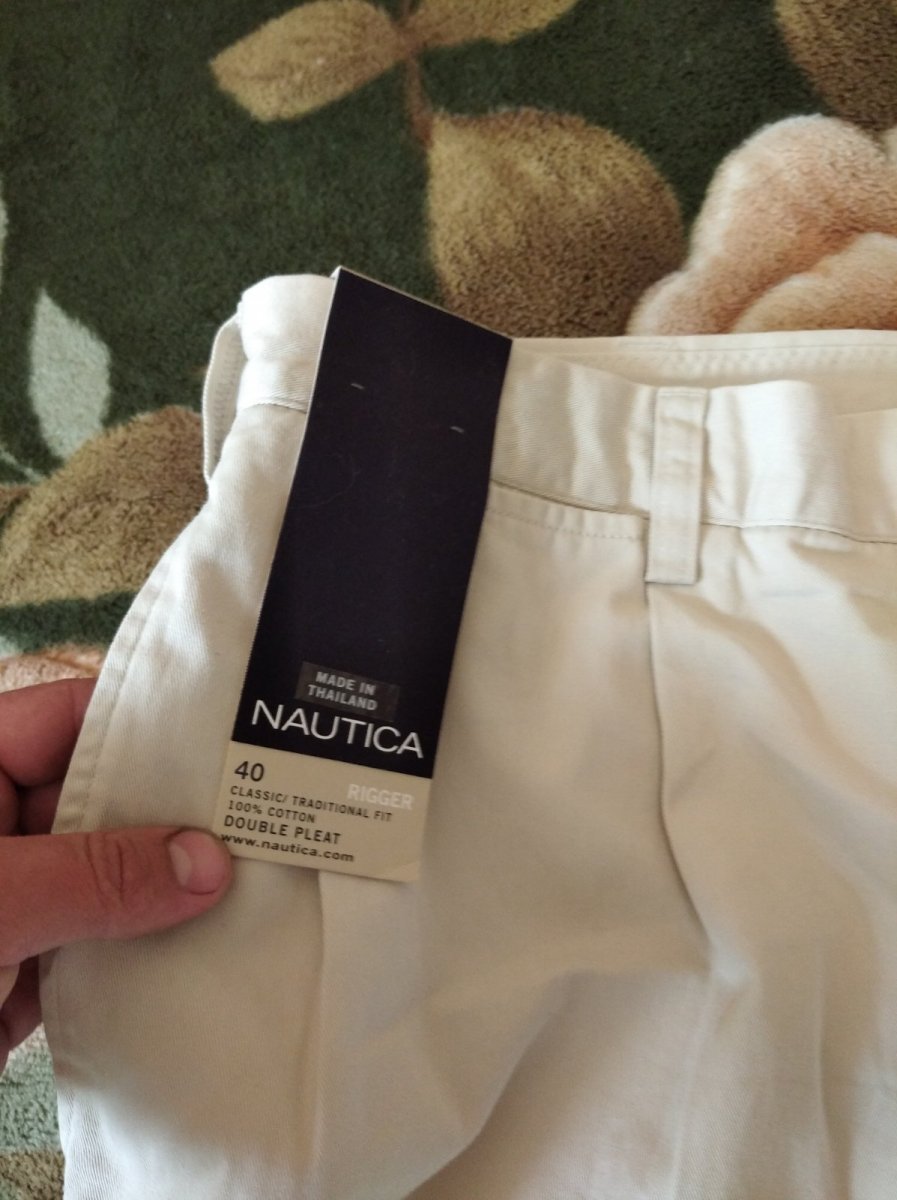 MADE IN
THAILAND
NAUTICA
40
RIGGER
CLASSIC/ TRADITIONAL FIT
100% COTTON
DOUBLE PLEAT
www.nautica.com